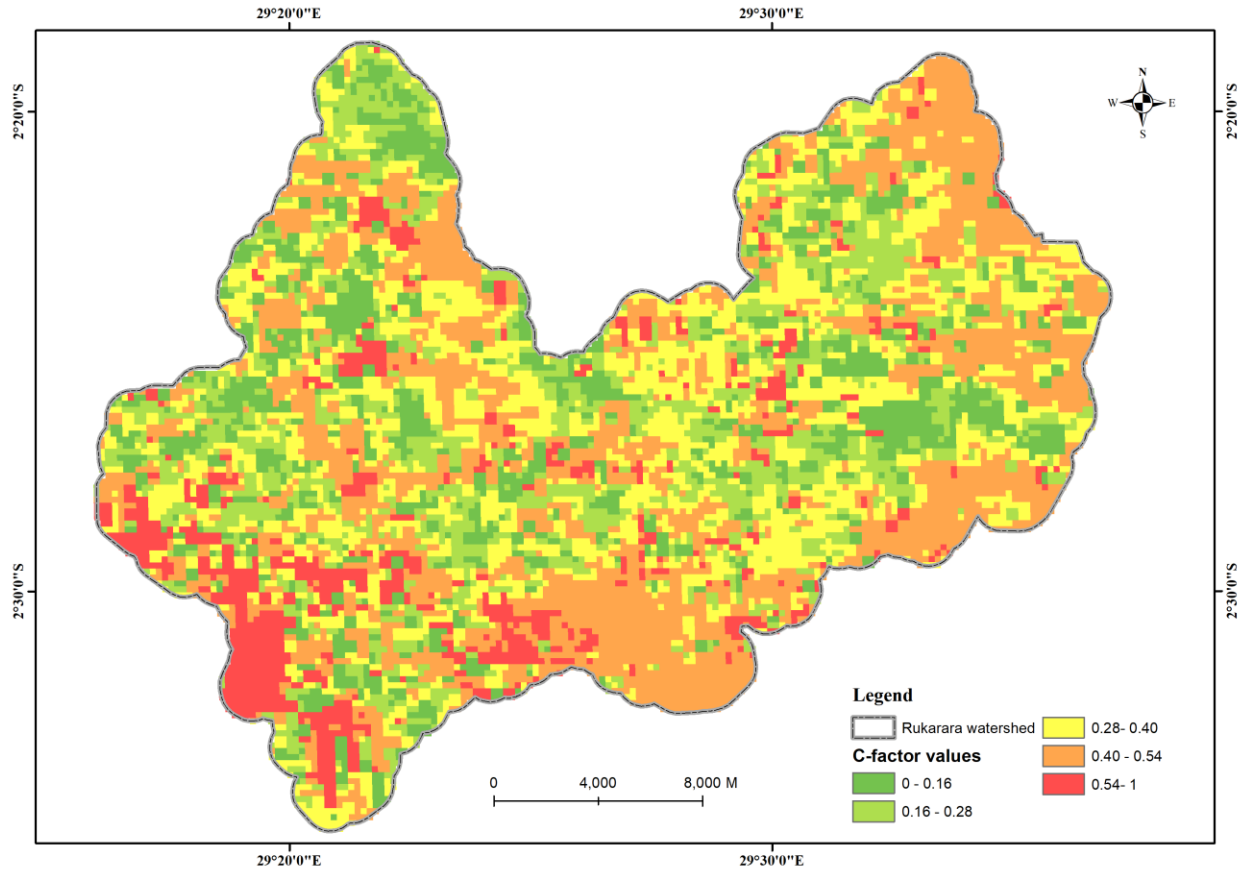 29°20'0"E
29°30'0"E
2°20'0"S
2°20'0"S
N
W
E
S
2°30'0"S
2°30'0"S
Legend
Rukarara watershed
C-factor values
0 - 0.16
0.16 - 0.28
0.28- 0.40
0.40 - 0.54
0.54- 1
0
4,000
8,000 M
29°20'0"E
29°30'0"E